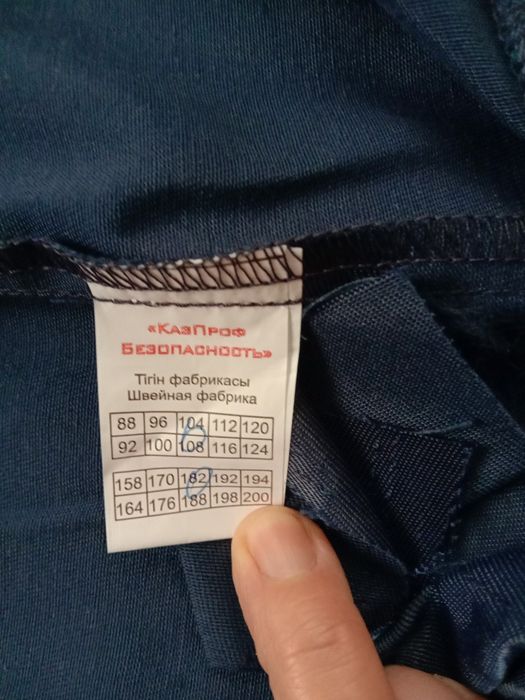 «КазПроф
Безопасность»
Тігін фабрикасы
Швейная фабрика
88 96 104 112 120
92 100 108 116 124
158 170 182 192 194
164 176 188 198 200